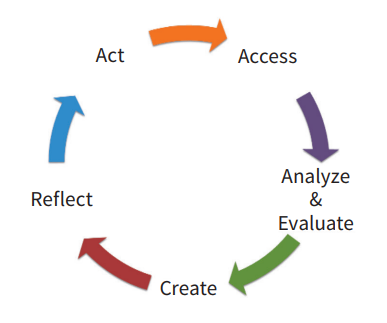 Act
Access
Analyze
&
Evaluate
Create
Reflect